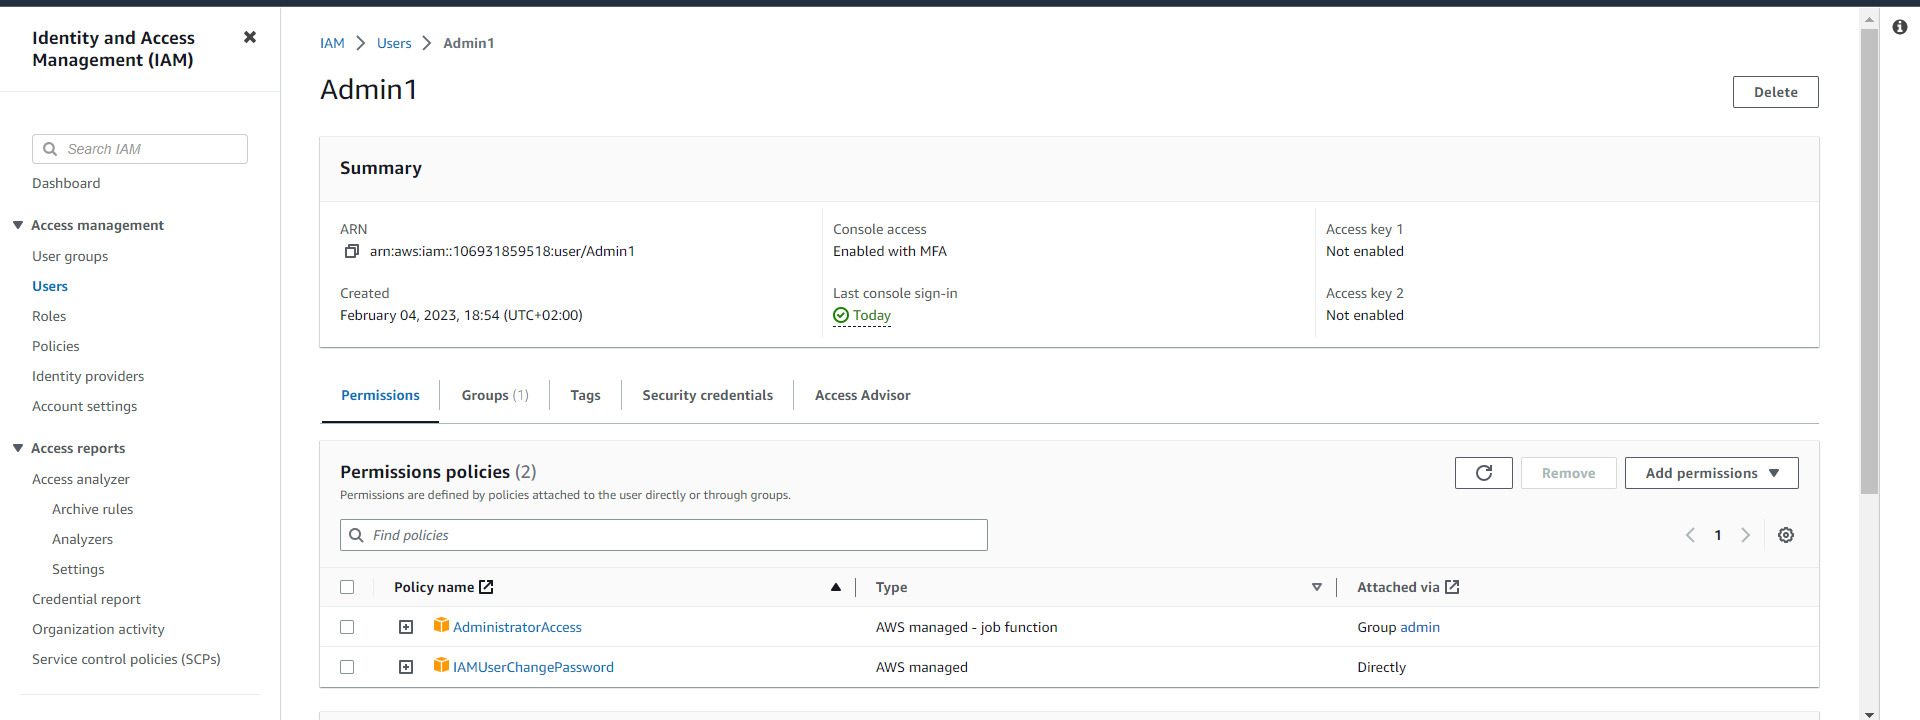 Identity and Access
Management (IAM)
Search IAM
Dashboard
Access management
User groups
Users
Roles
Policies
Identity providers
Account settings
Access reports
Access analyzer
Archive rules
Analyzers
Settings
Credential report
Organization activity
Service control policies (SCPs)
IAM Users Admin1
Admin1
Delete
Summary
ARN
arn:aws:iam::106931859518:user/Admin1
Created
February 04, 2023, 18:54 (UTC+02:00)
Console access
Enabled with MFA
Last console sign-in
Today
Access key 1
Not enabled
Access key 2
Not enabled
Permissions Groups (1) Tags Security credentials Access Advisor
Permissions policies (2)
Permissions are defined by policies attached to the user directly or through groups.
Remove Add permissions
Find policies
1
Policy name Type Attached via
AdministratorAccess AWS managed - job function Group admin
IAMUserChangePassword AWS managed Directly